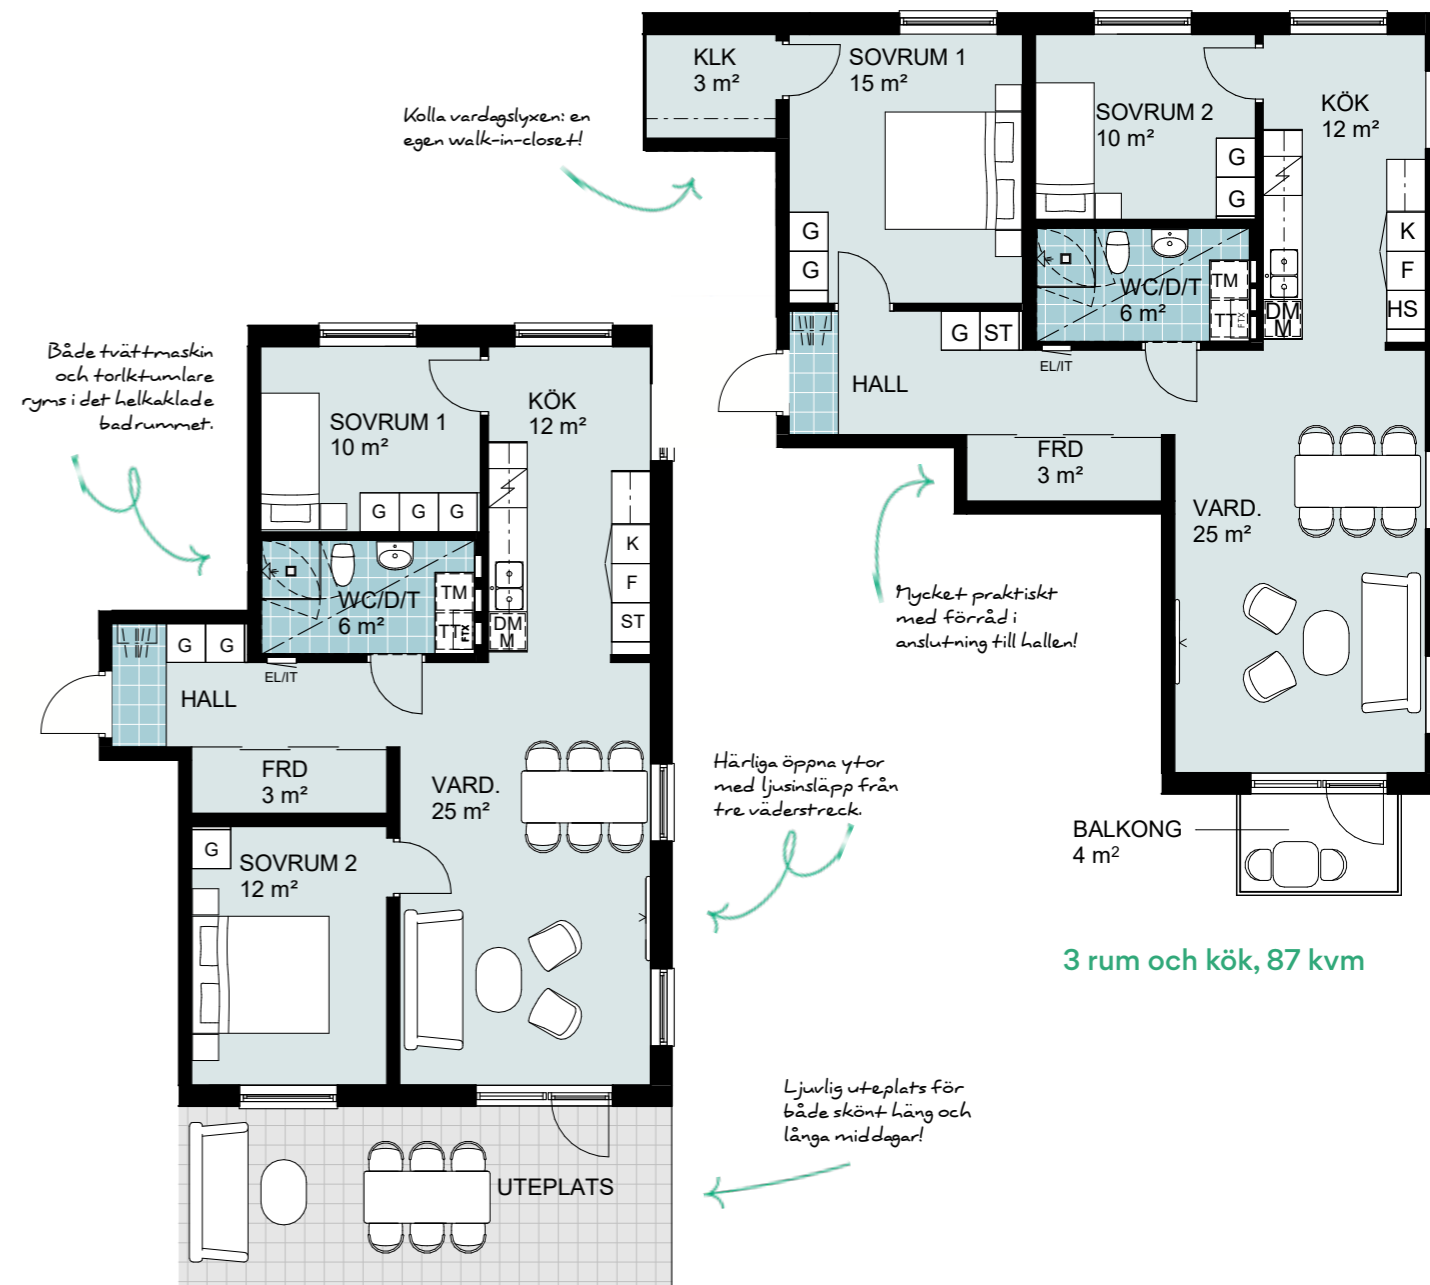 KLK
3 m²
SOVRUM 1
15 m²
SOVRUM 2
10 m²
KÖK
12 m²
G
G
G
G
K
F
HS
WC/D/T
6 m²
TM
TT
FTX
DM
M
G
ST
EL/IT
HALL
FRD
3 m²
VARD.
25 m²
BALKONG
4 m²
3 rum och kök, 87 kvm
Kolla vardagslyxen: en
egen walk-in-closet!
Mycket praktiskt
med förråd i
anslutning till hallen!
Både tvättmaskin
och torlktumlare
ryms i det helkaklade
badrummet.
SOVRUM 1
10 m²
KÖK
12 m²
G
G
G
K
F
ST
WC/D/T
6 m²
TM
TT
FTX
DM
M
G
G
EL/IT
HALL
FRD
3 m²
VARD.
25 m²
G
SOVRUM 2
12 m²
UTEPLATS
Härliga öppna ytor
med ljusinsläpp från
tre väderstreck.
Ljuvlig uteplats för
både skönt häng och
långa middagar!